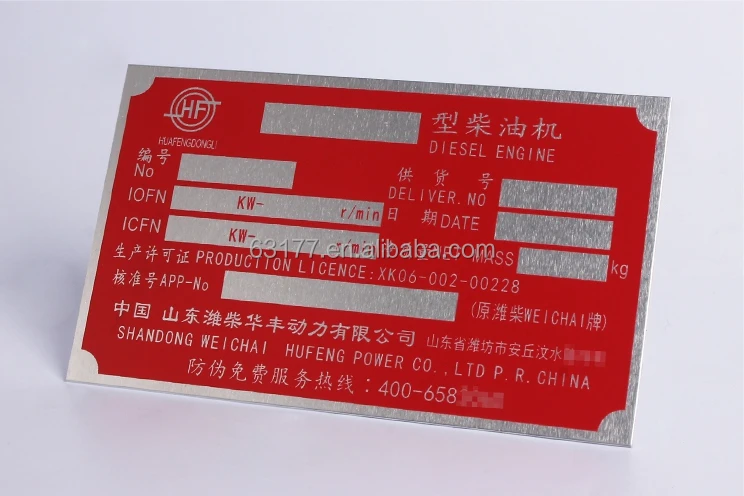 HF
HUAFENGDONGLI
型柴油机
DIESEL ENGINE
编号
No
供货号
DELIVER.NO
IOFN KW- r/min
日期DATE
ICFN KW- r/min
MASS kg
63177.en.alibaba.com
生产许可证 PRODUCTION LICENCE:XK06-002-00228
核准号APP-No
(原潍柴WEICHAI牌)
中国 山东潍柴华丰动力有限公司 山东省潍坊市安丘汶水
SHANDONG WEICHAI HUFENG POWER CO.,LTD P.R.CHINA
防伪免费服务热线:400-658